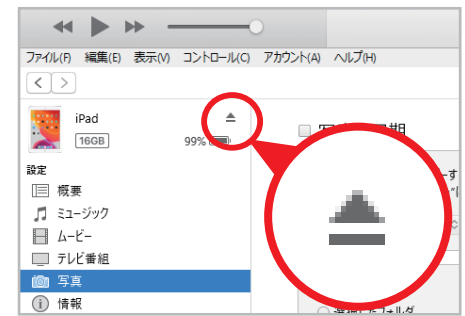 ファイル(F) 編集(E) 表示(V) コントロール(C) アカウント(A) ヘルプ(H)
iPad
16GB 99%
設定
概要
ミュージック
ムービー
テレビ番組
写真
情報